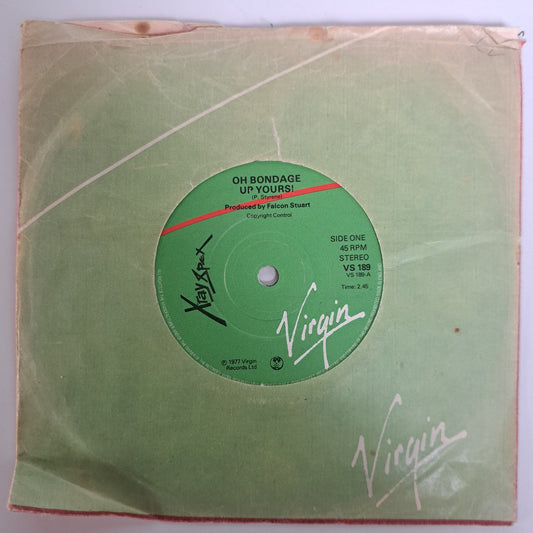 OH BONDAGE
UP YOURS!
(P. Styrene)
Produced by Falcon Stuart
Copyright Control
SIDE ONE
45 RPM
STEREO
VS 189
VS 189-A
Time: 2.45
Xray Spex
Virgin
℗ 1977 Virgin
Records Ltd
Virgin